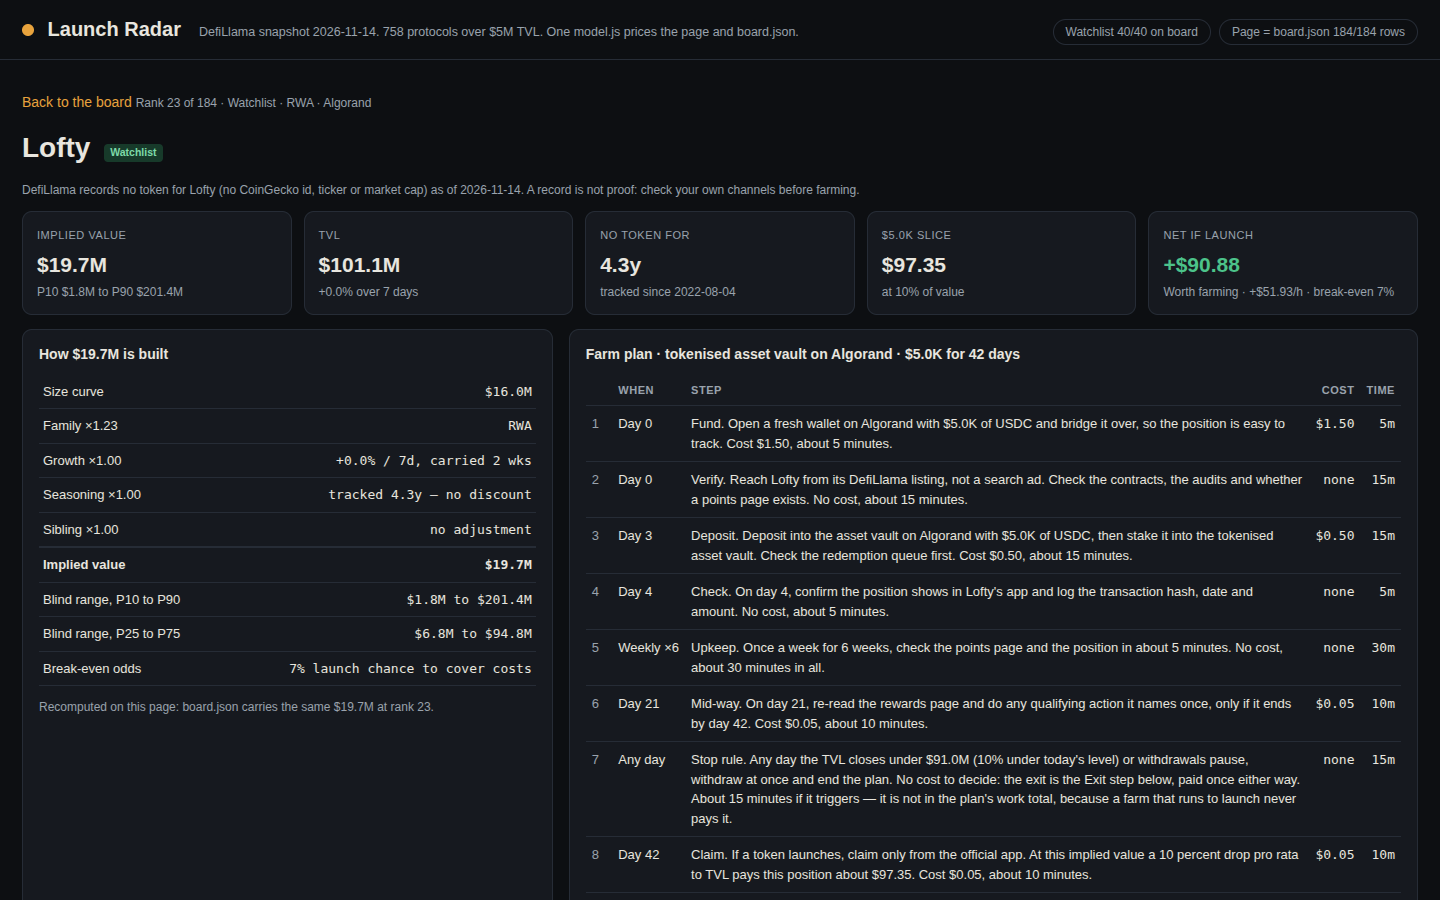 Launch Radar
DefiLlama snapshot 2026-11-14. 758 protocols over $5M TVL. One model.js prices the page and board.json.
Watchlist 40/40 on board
Page = board.json 184/184 rows
Back to the board Rank 23 of 184 · Watchlist · RWA · Algorand
Lofty
Watchlist
DefiLlama records no token for Lofty (no CoinGecko id, ticker or market cap) as of 2026-11-14. A record is not proof: check your own channels before farming.
IMPLIED VALUE
$19.7M
P10 $1.8M to P90 $201.4M
TVL
$101.1M
+0.0% over 7 days
NO TOKEN FOR
4.3y
tracked since 2022-08-04
$5.0K SLICE
$97.35
at 10% of value
NET IF LAUNCH
+$90.88
Worth farming · +$51.93/h · break-even 7%
How $19.7M is built
Size curve $16.0M
Family ×1.23 RWA
Growth ×1.00 +0.0% / 7d, carried 2 wks
Seasoning ×1.00 tracked 4.3y — no discount
Sibling ×1.00 no adjustment
Implied value $19.7M
Blind range, P10 to P90 $1.8M to $201.4M
Blind range, P25 to P75 $6.8M to $94.8M
Break-even odds 7% launch chance to cover costs
Recomputed on this page: board.json carries the same $19.7M at rank 23.
Farm plan · tokenised asset vault on Algorand · $5.0K for 42 days
WHEN STEP COST TIME
1 Day 0 Fund. Open a fresh wallet on Algorand with $5.0K of USDC and bridge it over, so the position is easy to $1.50 5m
track. Cost $1.50, about 5 minutes.
2 Day 0 Verify. Reach Lofty from its DefiLlama listing, not a search ad. Check the contracts, the audits and whether none 15m
a points page exists. No cost, about 15 minutes.
3 Day 3 Deposit. Deposit into the asset vault on Algorand with $5.0K of USDC, then stake it into the tokenised $0.50 15m
asset vault. Check the redemption queue first. Cost $0.50, about 15 minutes.
4 Day 4 Check. On day 4, confirm the position shows in Lofty's app and log the transaction hash, date and none 5m
amount. No cost, about 5 minutes.
5 Weekly ×6 Upkeep. Once a week for 6 weeks, check the points page and the position in about 5 minutes. No cost, none 30m
about 30 minutes in all.
6 Day 21 Mid-way. On day 21, re-read the rewards page and do any qualifying action it names once, only if it ends $0.05 10m
by day 42. Cost $0.05, about 10 minutes.
7 Any day Stop rule. Any day the TVL closes under $91.0M (10% under today's level) or withdrawals pause, none 15m
withdraw at once and end the plan. No cost to decide: the exit is the Exit step below, paid once either way.
About 15 minutes if it triggers — it is not in the plan's work total, because a farm that runs to launch never
pays it.
8 Day 42 Claim. If a token launches, claim only from the official app. At this implied value a 10 percent drop pro rata $0.05 10m
to TVL pays this position about $97.35. Cost $0.05, about 10 minutes.